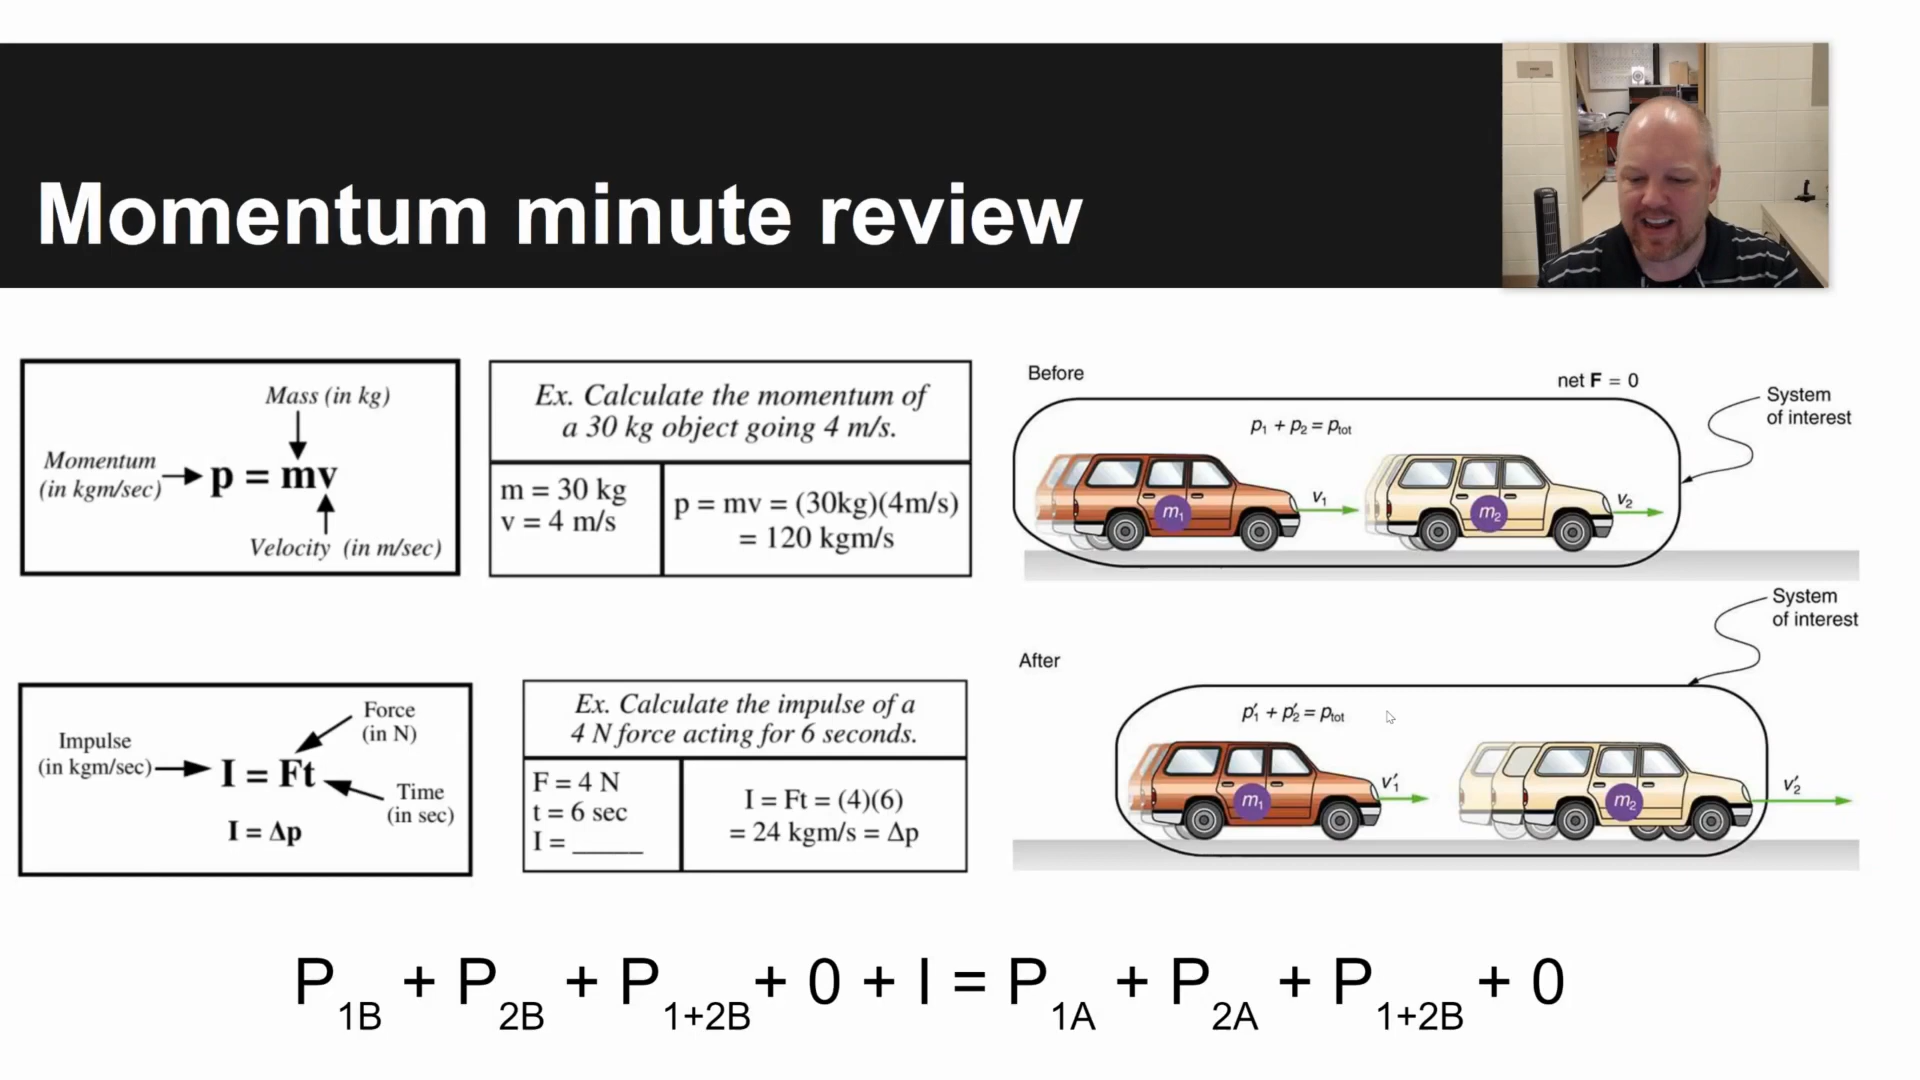 Momentum minute review
Mass (in kg)
Momentum
(in kgm/sec)
p = mv
Velocity (in m/sec)
Ex. Calculate the momentum of
a 30 kg object going 4 m/s.
m = 30 kg
v = 4 m/s
p = mv = (30kg)(4m/s)
= 120 kgm/s
Before
net F = 0
System
of interest
p₁ + p₂ = pₜₒₜ
m₁
v₁
m₂
v₂
Force
(in N)
Impulse
(in kgm/sec)
I = Ft
Time
(in sec)
I = Δp
Ex. Calculate the impulse of a
4 N force acting for 6 seconds.
F = 4 N
t = 6 sec
I = _____
I = Ft = (4)(6)
= 24 kgm/s = Δp
After
System
of interest
p′₁ + p′₂ = pₜₒₜ
m₁
v′₁
m₂
v′₂
P1B + P2B + P1+2B + 0 + I = P1A + P2A + P1+2B + 0